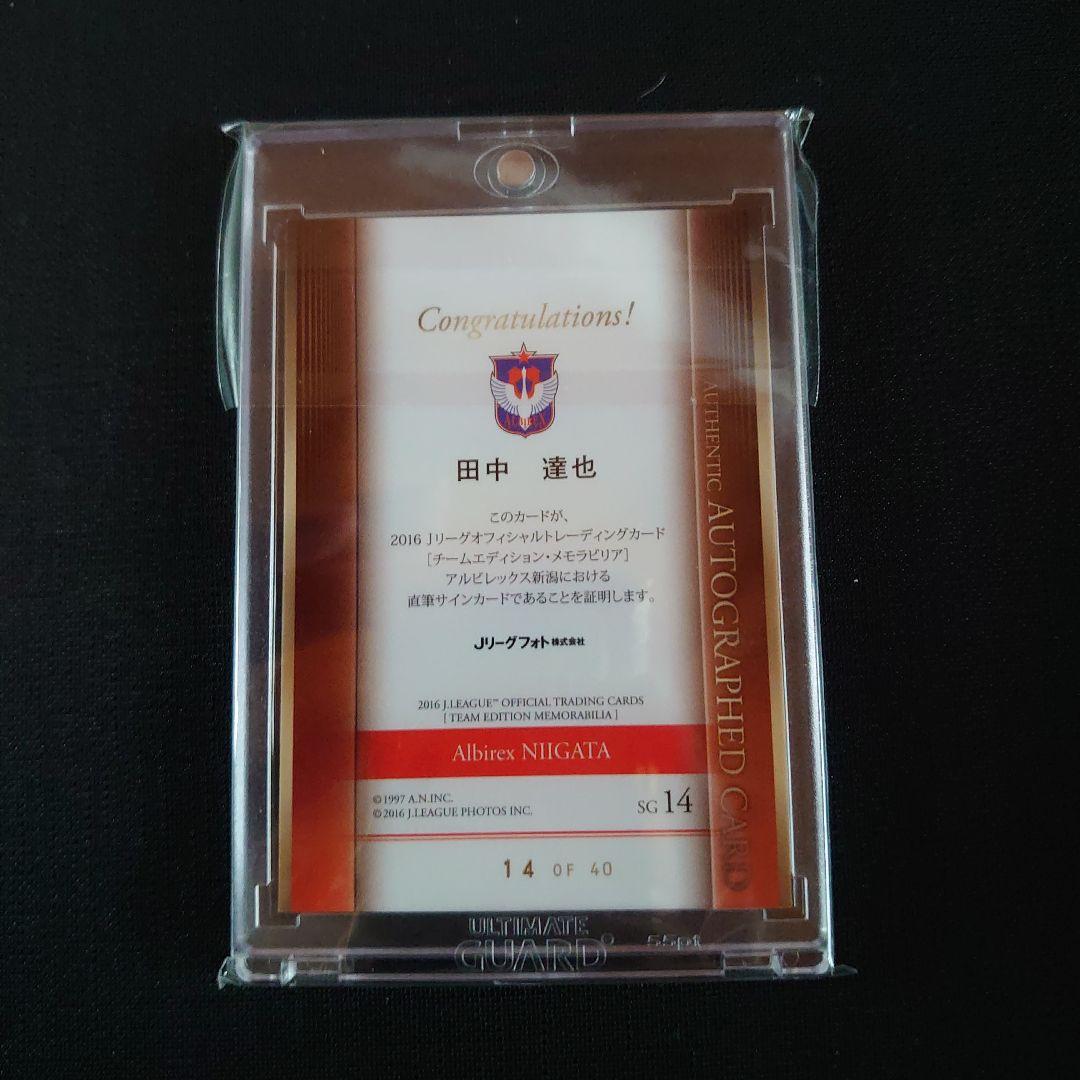 Congratulations!
ALBIREX
田中 達也
このカードが、
2016 Jリーグオフィシャルトレーディングカード
[チームエディション・メモラビリア]
アルビレックス新潟における
直筆サインカードであることを証明します。
Jリーグフォト株式会社
2016 J.LEAGUE™ OFFICIAL TRADING CARDS
[ TEAM EDITION MEMORABILIA ]
Albirex NIIGATA
©1997 A.N.INC.
©2016 J.LEAGUE PHOTOS INC.
SG 14
14 OF 40
AUTHENTIC AUTOGRAPHED CARD
ULTIMATE
GUARD®
55pt